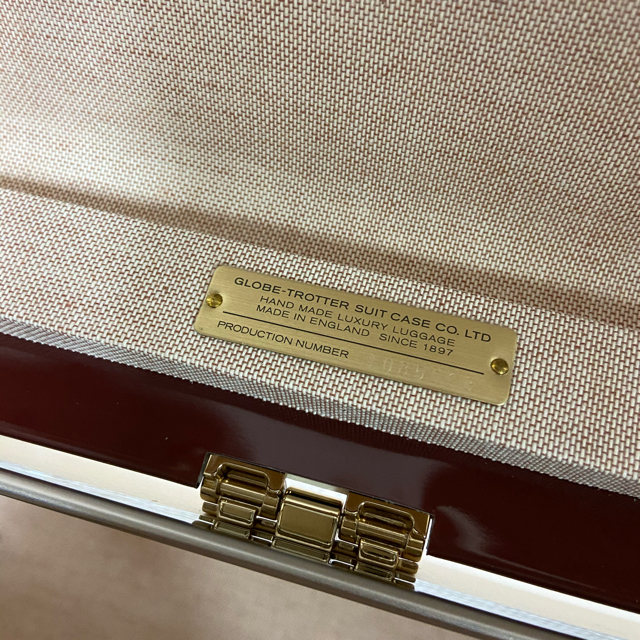 GLOBE-TROTTER SUIT CASE CO. LTD
HAND MADE LUXURY LUGGAGE
MADE IN ENGLAND SINCE 1897
PRODUCTION NUMBER